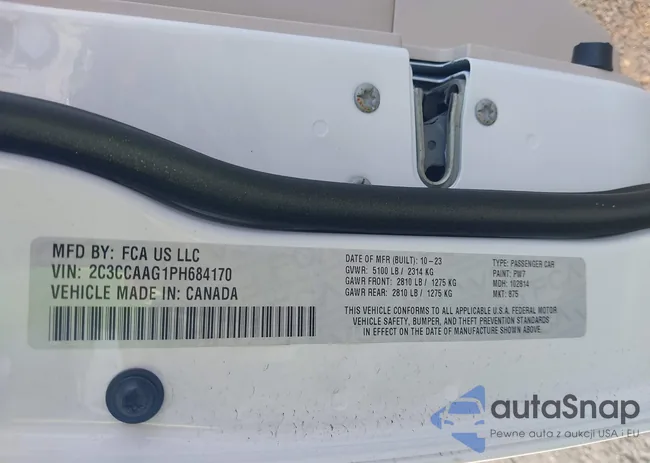 MFD BY: FCA US LLC
VIN: 2C3CCAAG1PH684170
VEHICLE MADE IN: CANADA
DATE OF MFR (BUILT): 10-23
GVWR: 5100 LB / 2314 KG
GAWR FRONT: 2810 LB / 1275 KG
GAWR REAR: 2810 LB / 1275 KG
TYPE: PASSENGER CAR
PAINT: PW7
MDH: 102614
MKT: 875
THIS VEHICLE CONFORMS TO ALL APPLICABLE U.S.A. FEDERAL MOTOR
VEHICLE SAFETY, BUMPER, AND THEFT PREVENTION STANDARDS
IN EFFECT ON THE DATE OF MANUFACTURE SHOWN ABOVE.
autaSnap
Pewne auta z aukcji USA i EU